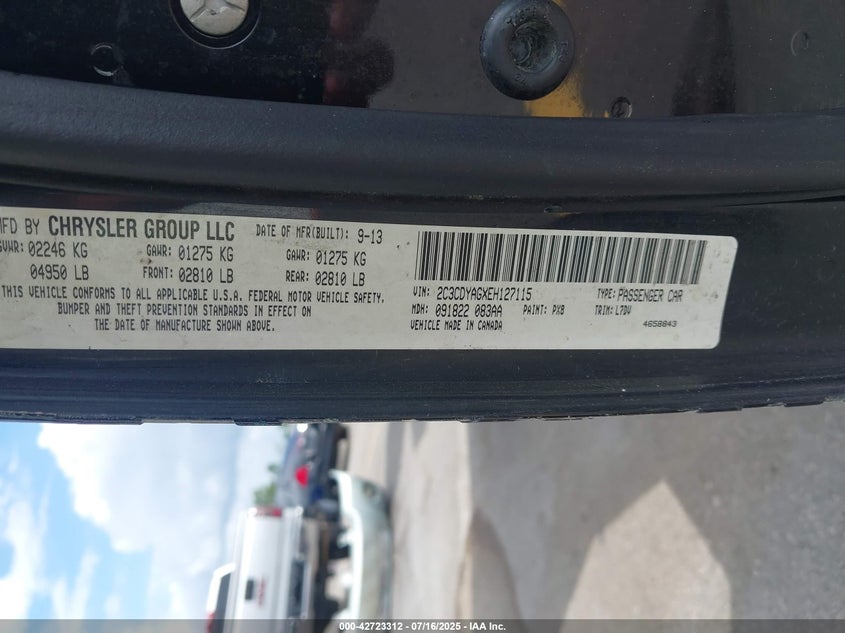 MFD BY CHRYSLER GROUP LLC DATE OF MFR(BUILT): 9-13
GVWR: 02246 KG GAWR: 01275 KG GAWR: 01275 KG
04950 LB FRONT: 02810 LB REAR: 02810 LB
THIS VEHICLE CONFORMS TO ALL APPLICABLE U.S.A. FEDERAL MOTOR VEHICLE SAFETY,
BUMPER AND THEFT PREVENTION STANDARDS IN EFFECT ON
THE DATE OF MANUFACTURE SHOWN ABOVE.
VIN: 2C3CDYAGXEH127115 TYPE: PASSENGER CAR
MDH: 091822 083AA PAINT: PX8 TRIM: L7DV
VEHICLE MADE IN CANADA 4658843
000-42723312 - 07/16/2025 - IAA Inc.